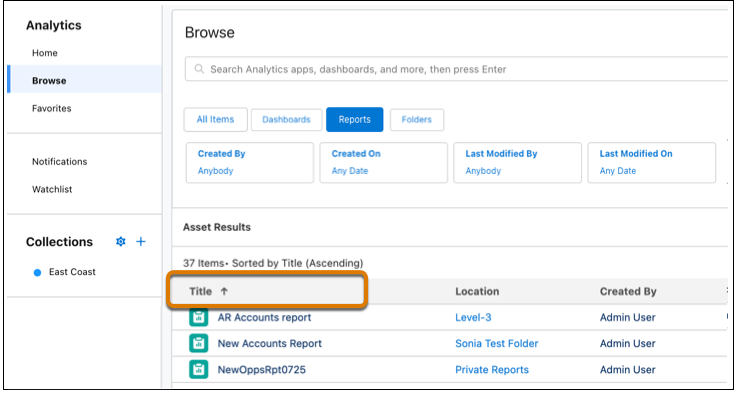 Analytics
Home
Browse
Favorites
Notifications
Watchlist
Collections
East Coast
Browse
Search Analytics apps, dashboards, and more, then press Enter
All Items Dashboards Reports Folders
Created By Created On Last Modified By Last Modified On
Anybody Any Date Anybody Any Date
Asset Results
37 Items• Sorted by Title (Ascending)
Title ↑ Location Created By
AR Accounts report Level-3 Admin User
New Accounts Report Sonia Test Folder Admin User
NewOppsRpt0725 Private Reports Admin User